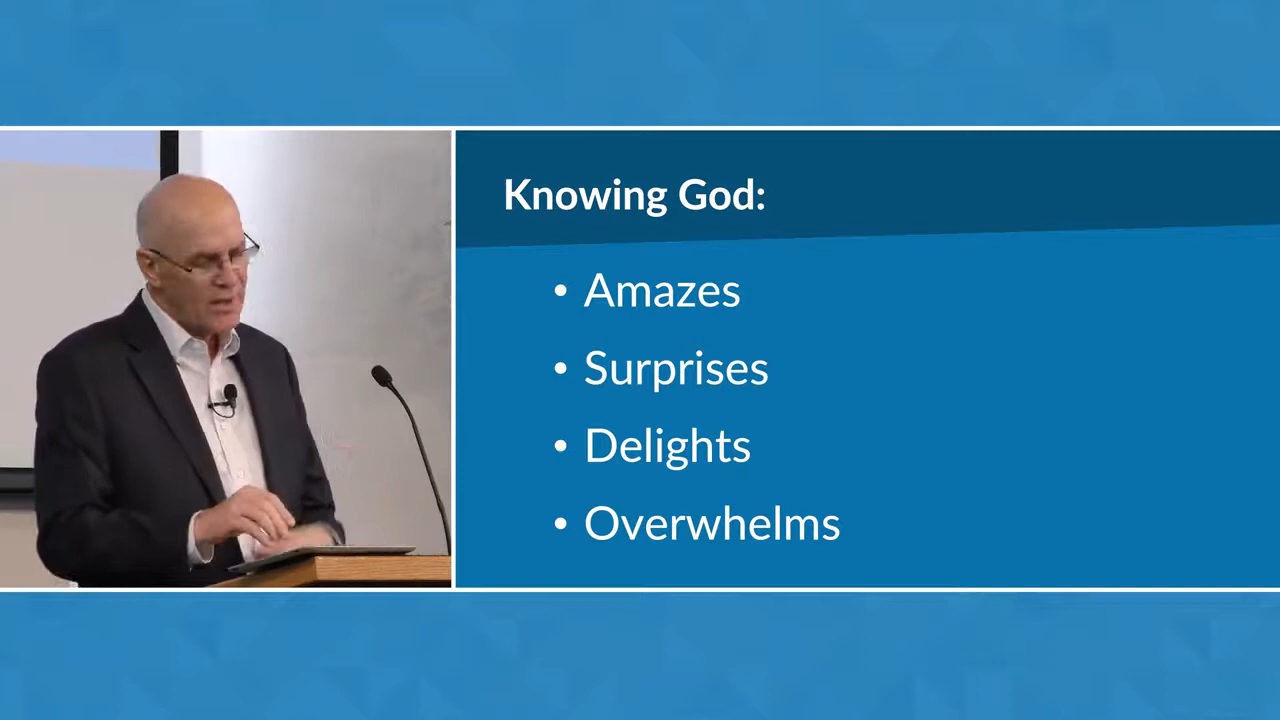 Knowing God:
• Amazes
• Surprises
• Delights
• Overwhelms